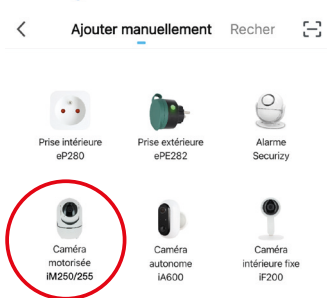 Ajouter manuellement Recher
Prise intérieure
eP280
Prise extérieure
ePE282
Alarme
Securizy
Caméra
motorisée
iM250/255
Caméra
autonome
iA600
Caméra
intérieure fixe
iF200